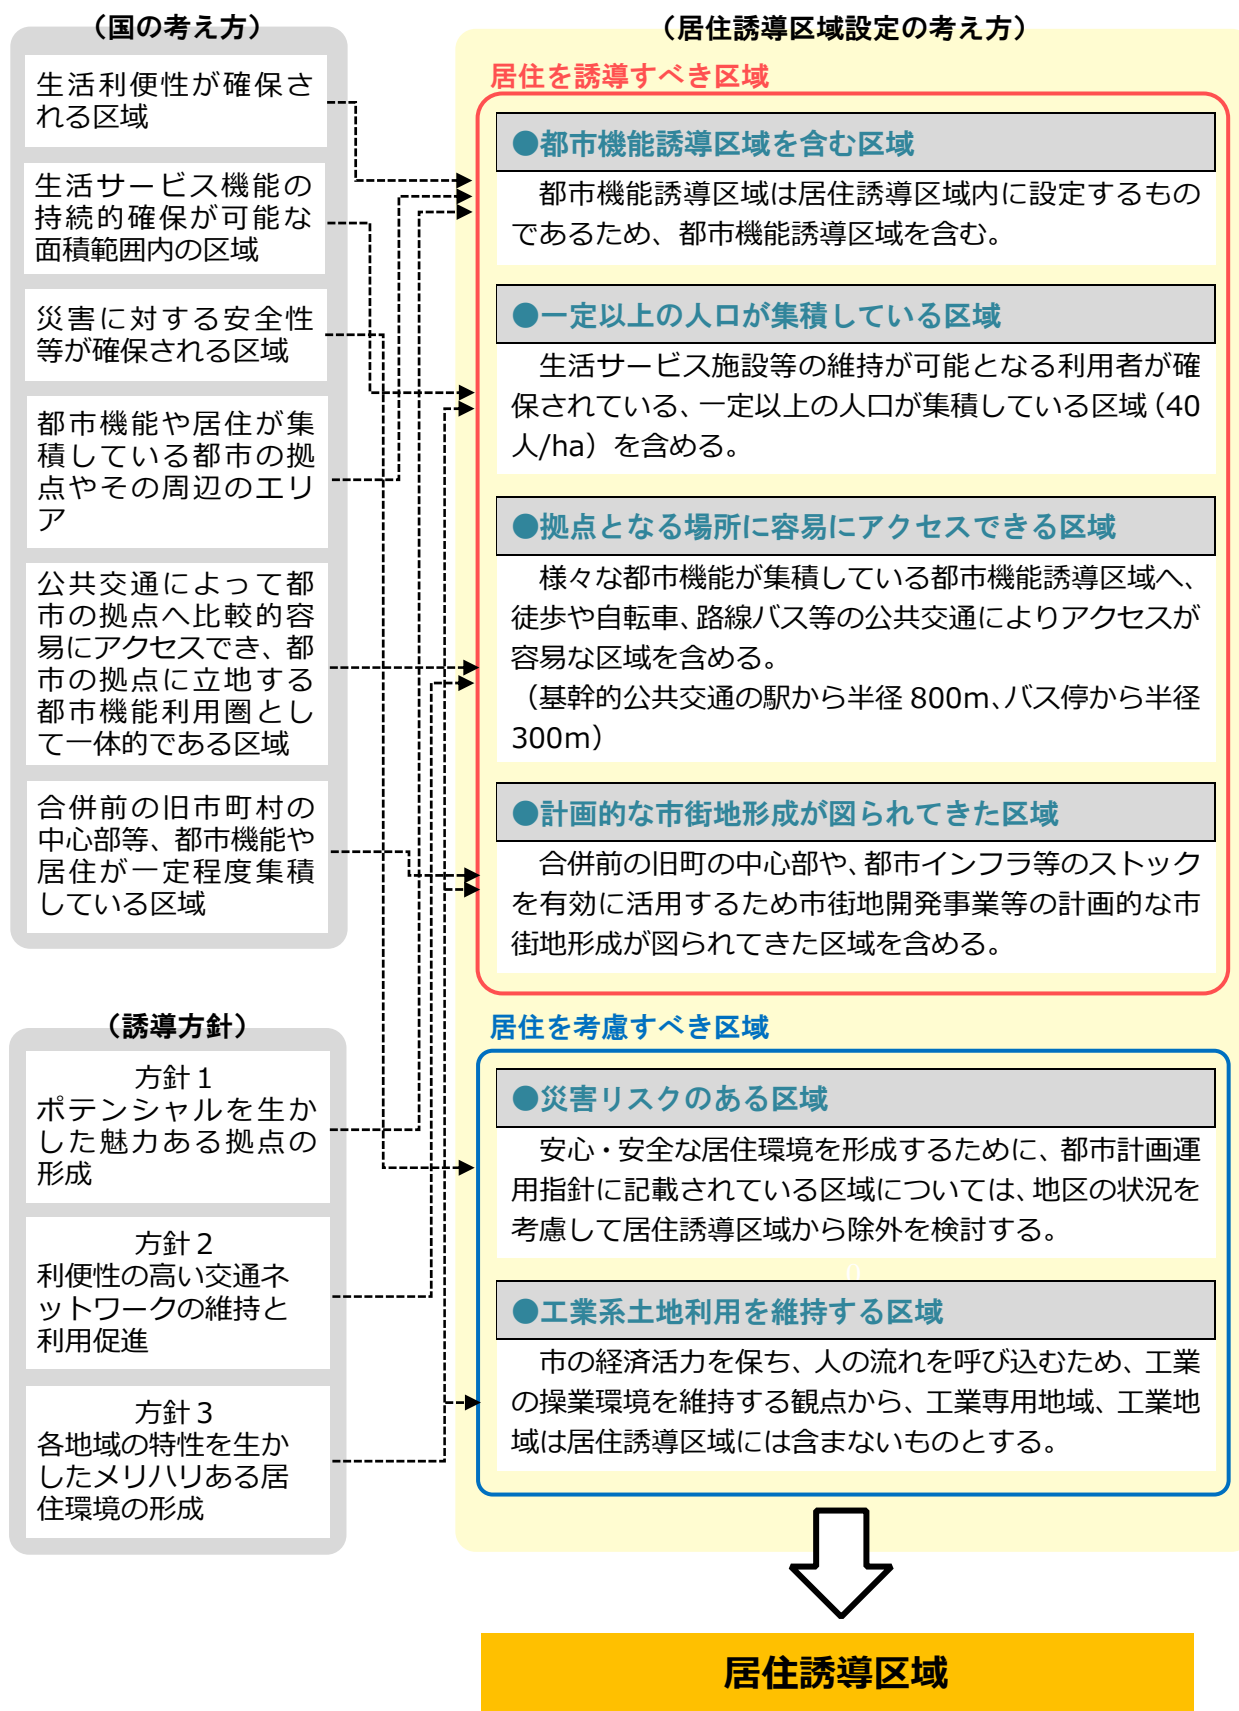 （国の考え方）
生活利便性が確保さ
れる区域
生活サービス機能の
持続的確保が可能な
面積範囲内の区域
災害に対する安全性
等が確保される区域
都市機能や居住が集
積している都市の拠
点やその周辺のエリ
ア
公共交通によって都
市の拠点へ比較的容
易にアクセスでき、都
市の拠点に立地する
都市機能利用圏とし
て一体的である区域
合併前の旧市町村の
中心部等、都市機能や
居住が一定程度集積
している区域
（誘導方針）
方針１
ポテンシャルを生か
した魅力ある拠点の
形成
方針２
利便性の高い交通ネ
ットワークの維持と
利用促進
方針３
各地域の特性を生か
したメリハリある居
住環境の形成
（居住誘導区域設定の考え方）
居住を誘導すべき区域
●都市機能誘導区域を含む区域
都市機能誘導区域は居住誘導区域内に設定するもの
であるため、都市機能誘導区域を含む。
●一定以上の人口が集積している区域
生活サービス施設等の維持が可能となる利用者が確
保されている、一定以上の人口が集積している区域（40
人/ha）を含める。
●拠点となる場所に容易にアクセスできる区域
様々な都市機能が集積している都市機能誘導区域へ、
徒歩や自転車、路線バス等の公共交通によりアクセスが
容易な区域を含める。
（基幹的公共交通の駅から半径 800m、バス停から半径
300m）
●計画的な市街地形成が図られてきた区域
合併前の旧町の中心部や、都市インフラ等のストック
を有効に活用するため市街地開発事業等の計画的な市
街地形成が図られてきた区域を含める。
居住を考慮すべき区域
●災害リスクのある区域
安心・安全な居住環境を形成するために、都市計画運
用指針に記載されている区域については、地区の状況を
考慮して居住誘導区域から除外を検討する。
●工業系土地利用を維持する区域
市の経済活力を保ち、人の流れを呼び込むため、工業
の操業環境を維持する観点から、工業専用地域、工業地
域は居住誘導区域には含まないものとする。
居住誘導区域